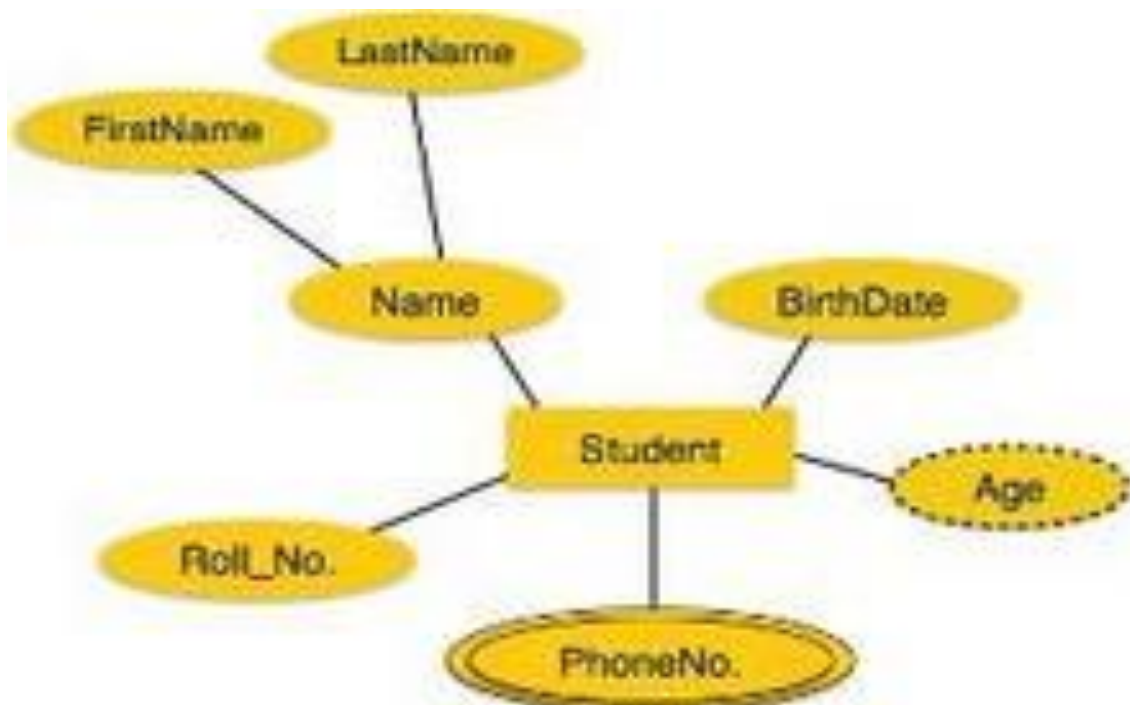 LastName
FirstName
Name
BirthDate
Student
Age
Roll_No.
PhoneNo.